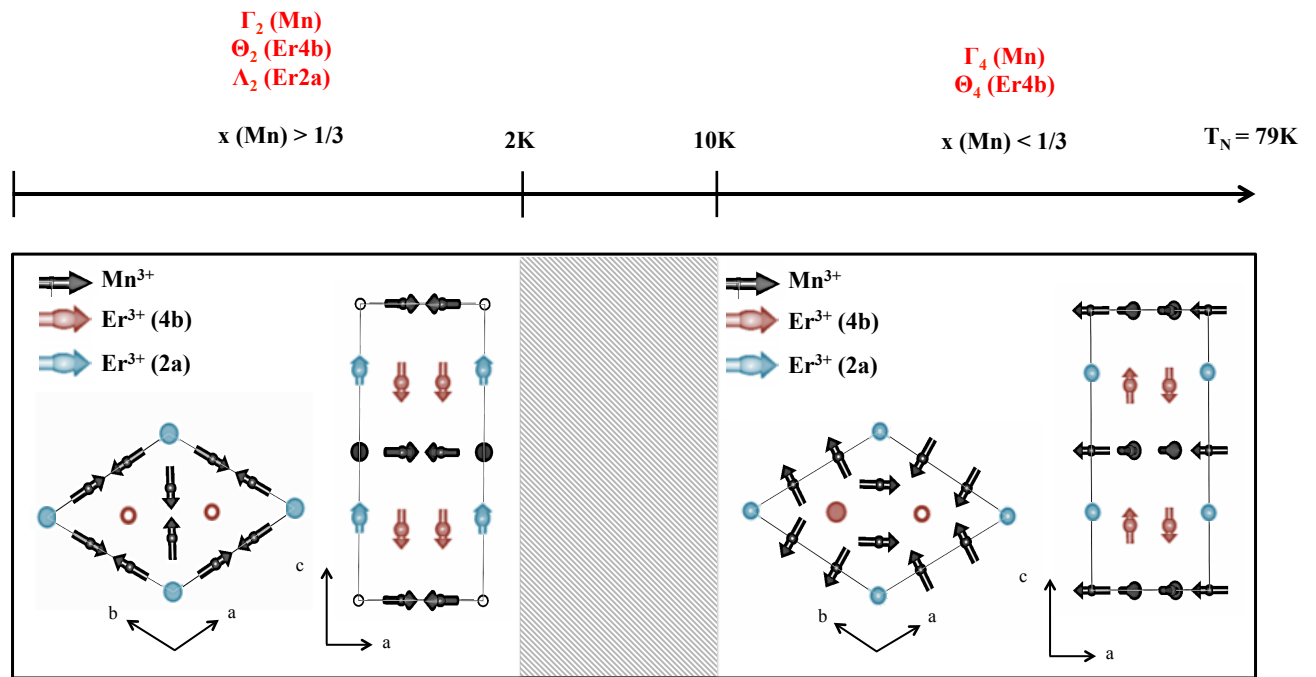 Γ₂ (Mn)
Θ₂ (Er4b)
Λ₂ (Er2a)
Γ₄ (Mn)
Θ₄ (Er4b)
x (Mn) > 1/3
2K
10K
x (Mn) < 1/3
T_N = 79K
Mn³⁺
Er³⁺ (4b)
Er³⁺ (2a)
c
b
a
a
Mn³⁺
Er³⁺ (4b)
Er³⁺ (2a)
c
b
a
a